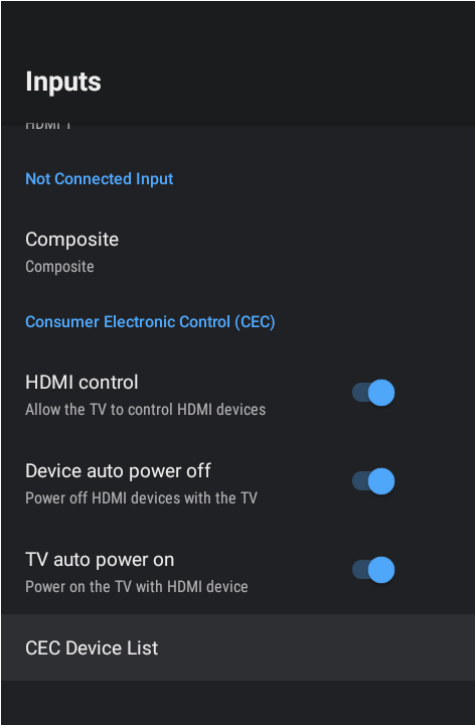 Inputs
HDMI 1
Not Connected Input
Composite
Composite
Consumer Electronic Control (CEC)
HDMI control
Allow the TV to control HDMI devices
Device auto power off
Power off HDMI devices with the TV
TV auto power on
Power on the TV with HDMI device
CEC Device List